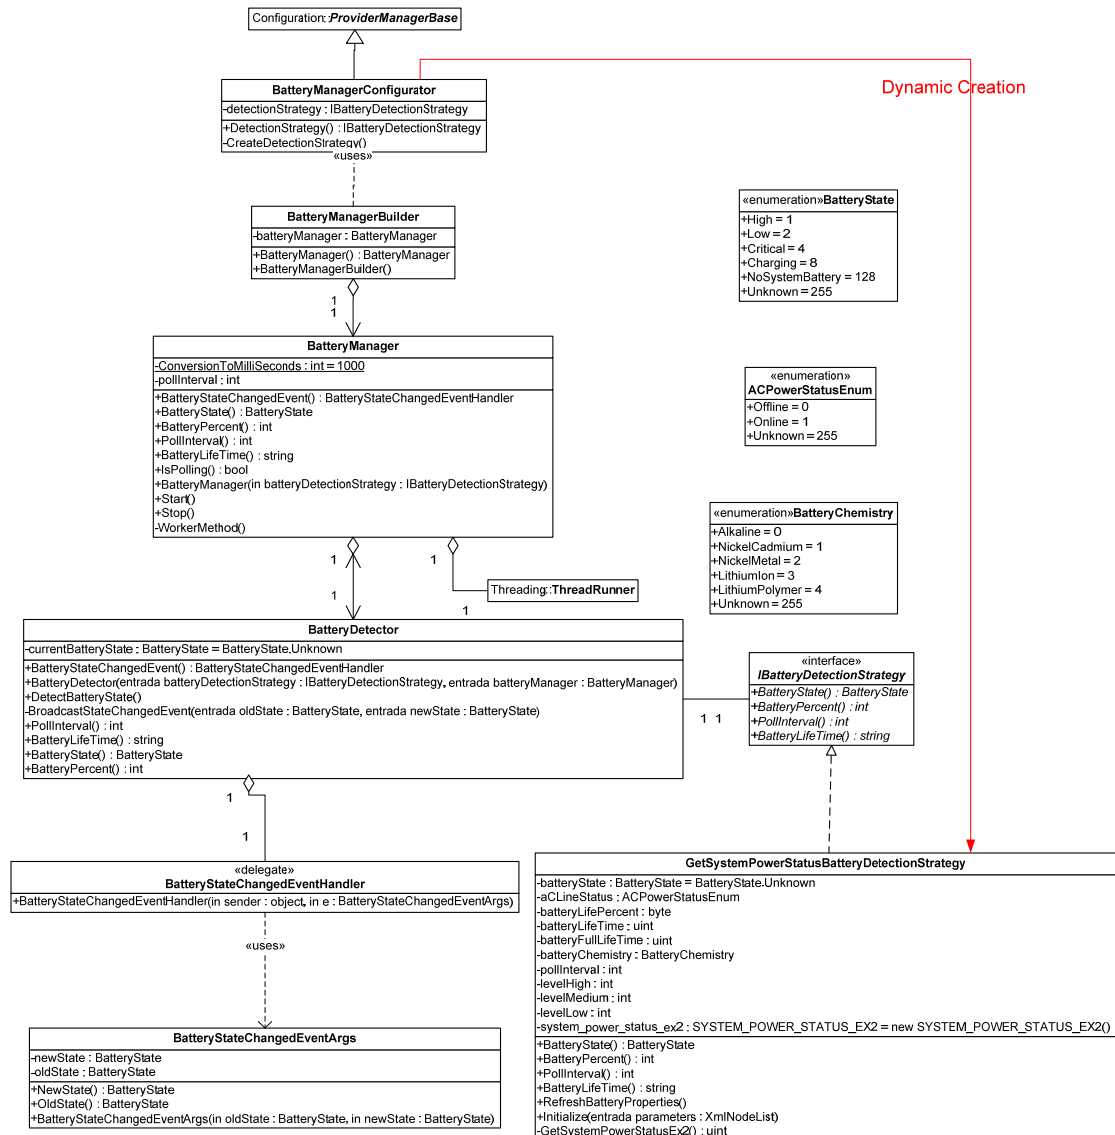 Configuration::ProviderManagerBase
Dynamic Creation
BatteryManagerConfigurator
-detectionStrategy : IBatteryDetectionStrategy
+DetectionStrategy() : IBatteryDetectionStrategy
-CreateDetectionStrategy()
«uses»
BatteryManagerBuilder
-batteryManager : BatteryManager
+BatteryManager() : BatteryManager
+BatteryManagerBuilder()
1
1
«enumeration»BatteryState
+High = 1
+Low = 2
+Critical = 4
+Charging = 8
+NoSystemBattery = 128
+Unknown = 255
BatteryManager
-ConversionToMilliSeconds : int = 1000
-pollInterval : int
+BatteryStateChangedEvent() : BatteryStateChangedEventHandler
+BatteryState() : BatteryState
+BatteryPercent() : int
+PollInterval() : int
+BatteryLifeTime() : string
+IsPolling() : bool
+BatteryManager(in batteryDetectionStrategy : IBatteryDetectionStrategy)
+Start()
+Stop()
-WorkerMethod()
«enumeration»
ACPowerStatusEnum
+Offline = 0
+Online = 1
+Unknown = 255
«enumeration»BatteryChemistry
+Alkaline = 0
+NickelCadmium = 1
+NickelMetal = 2
+LithiumIon = 3
+LithiumPolymer = 4
+Unknown = 255
1
1
1
1
Threading::ThreadRunner
BatteryDetector
-currentBatteryState : BatteryState = BatteryState.Unknown
+BatteryStateChangedEvent() : BatteryStateChangedEventHandler
+BatteryDetector(entrada batteryDetectionStrategy : IBatteryDetectionStrategy, entrada batteryManager : BatteryManager)
+DetectBatteryState()
-BroadcastStateChangedEvent(entrada oldState : BatteryState, entrada newState : BatteryState)
+PollInterval() : int
+BatteryLifeTime() : string
+BatteryState() : BatteryState
+BatteryPercent() : int
1 1
«interface»
IBatteryDetectionStrategy
+BatteryState() : BatteryState
+BatteryPercent() : int
+PollInterval() : int
+BatteryLifeTime() : string
1
1
«delegate»
BatteryStateChangedEventHandler
+BatteryStateChangedEventHandler(in sender : object, in e : BatteryStateChangedEventArgs)
«uses»
BatteryStateChangedEventArgs
-newState : BatteryState
-oldState : BatteryState
+NewState() : BatteryState
+OldState() : BatteryState
+BatteryStateChangedEventArgs(in oldState : BatteryState, in newState : BatteryState)
GetSystemPowerStatusBatteryDetectionStrategy
-batteryState : BatteryState = BatteryState.Unknown
-aCLineStatus : ACPowerStatusEnum
-batteryLifePercent : byte
-batteryLifeTime : uint
-batteryFullLifeTime : uint
-batteryChemistry : BatteryChemistry
-pollInterval : int
-levelHigh : int
-levelMedium : int
-levelLow : int
-system_power_status_ex2 : SYSTEM_POWER_STATUS_EX2 = new SYSTEM_POWER_STATUS_EX2()
+BatteryState() : BatteryState
+BatteryPercent() : int
+PollInterval() : int
+BatteryLifeTime() : string
+RefreshBatteryProperties()
+Initialize(entrada parameters : XmlNodeList)
-GetSystemPowerStatusEx2() : uint